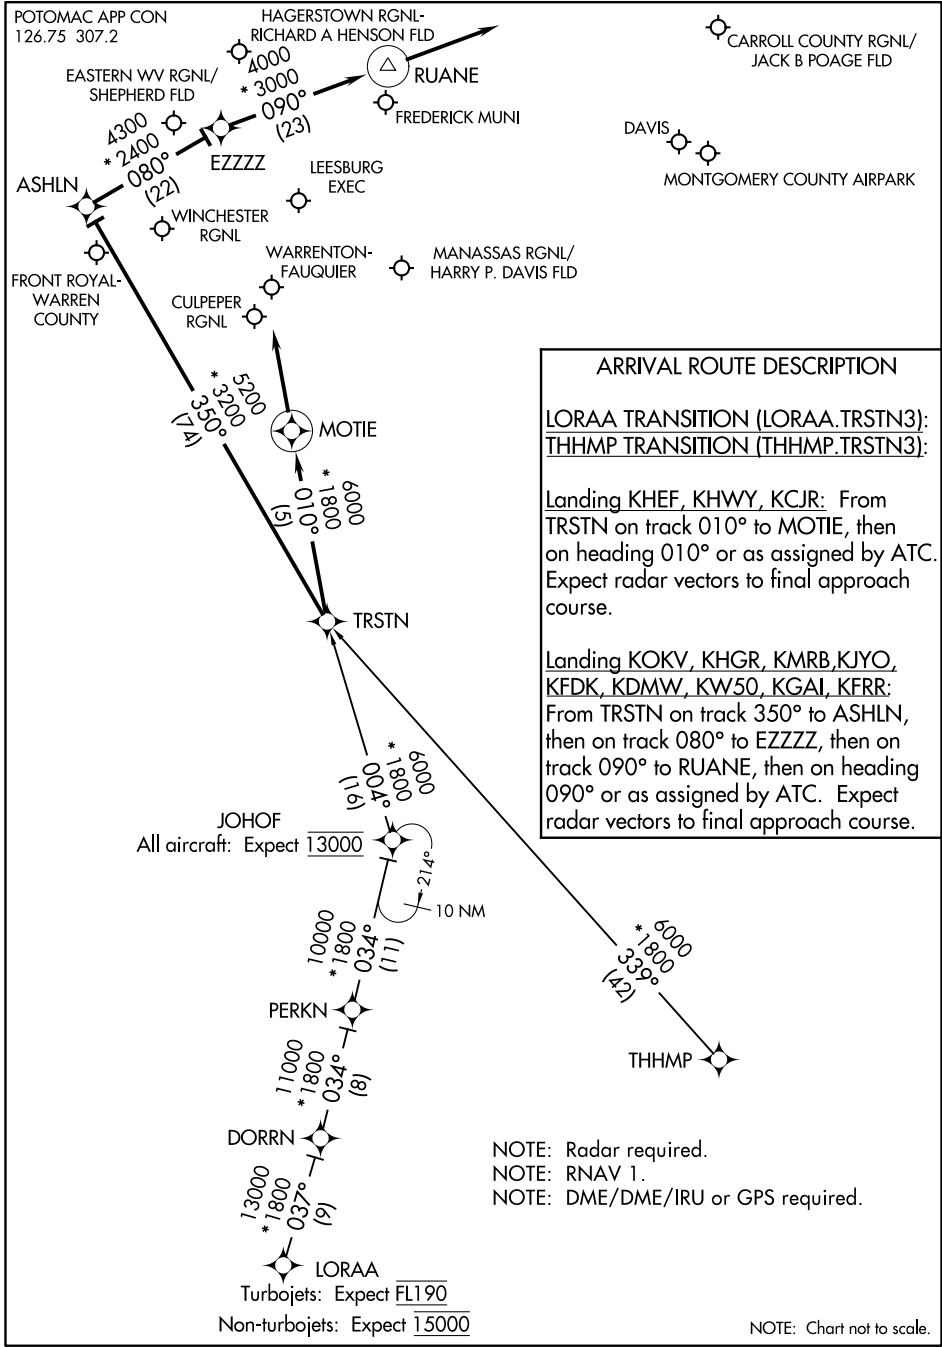 POTOMAC APP CON
126.75 307.2
HAGERSTOWN RGNL-
RICHARD A HENSON FLD
CARROLL COUNTY RGNL/
JACK B POAGE FLD
EASTERN WV RGNL/
SHEPHERD FLD
4000
* 3000
090°
(23)
RUANE
FREDERICK MUNI
4300
* 2400
080°
(22)
EZZZZ
DAVIS
MONTGOMERY COUNTY AIRPARK
ASHLN
LEESBURG
EXEC
WINCHESTER
RGNL
FRONT ROYAL-
WARREN
COUNTY
WARRENTON-
FAUQUIER
MANASSAS RGNL/
HARRY P. DAVIS FLD
CULPEPER
RGNL
5200
* 3200
350°
(74)
MOTIE
6000
* 1800
010°
(5)
TRSTN
ARRIVAL ROUTE DESCRIPTION
LORAA TRANSITION (LORAA.TRSTN3):
THHMP TRANSITION (THHMP.TRSTN3):
Landing KHEF, KHWY, KCJR: From
TRSTN on track 010° to MOTIE, then
on heading 010° or as assigned by ATC.
Expect radar vectors to final approach
course.
Landing KOKV, KHGR, KMRB,KJYO,
KFDK, KDMW, KW50, KGAI, KFRR:
From TRSTN on track 350° to ASHLN,
then on track 080° to EZZZZ, then on
track 090° to RUANE, then on heading
090° or as assigned by ATC. Expect
radar vectors to final approach course.
6000
* 1800
004°
(16)
JOHOF
All aircraft: Expect 13000
214°
10 NM
10000
* 1800
034°
(11)
6000
* 1800
339°
(42)
PERKN
THHMP
11000
* 1800
034°
(8)
DORRN
13000
* 1800
037°
(9)
NOTE: Radar required.
NOTE: RNAV 1.
NOTE: DME/DME/IRU or GPS required.
LORAA
Turbojets: Expect FL190
Non-turbojets: Expect 15000
NOTE: Chart not to scale.